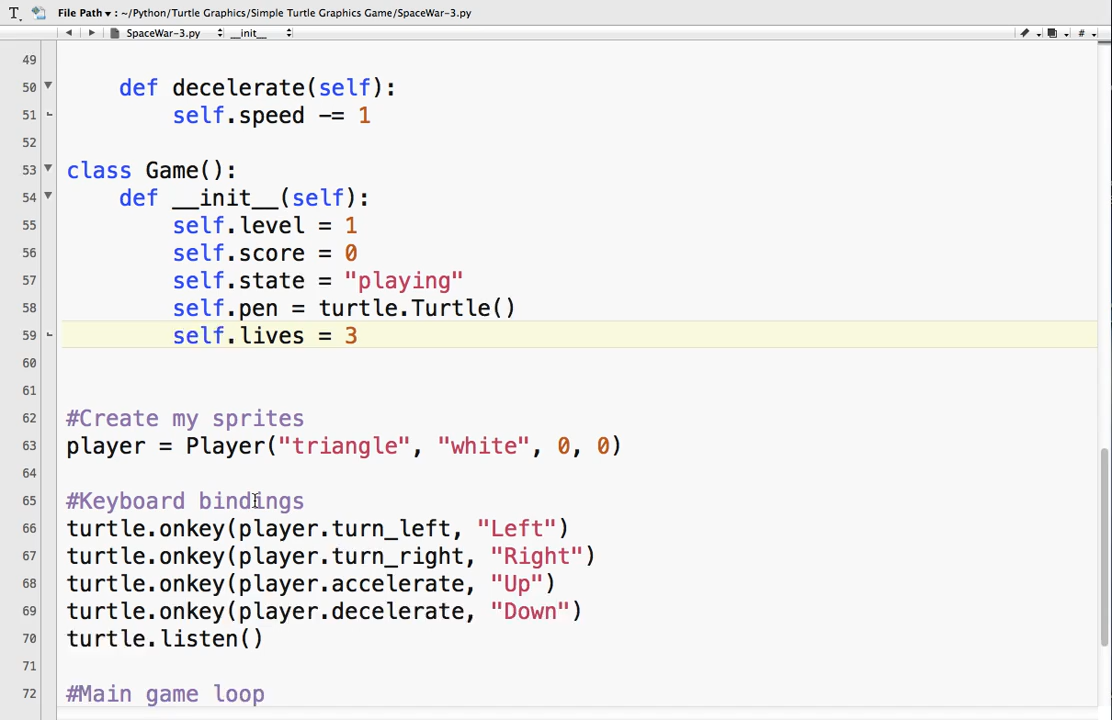 File Path ▾ : ~/Python/Turtle Graphics/Simple Turtle Graphics Game/SpaceWar-3.py
SpaceWar-3.py __init__ #
49
50 def decelerate(self):
51 self.speed -= 1
52
53 class Game():
54 def __init__(self):
55 self.level = 1
56 self.score = 0
57 self.state = "playing"
58 self.pen = turtle.Turtle()
59 self.lives = 3
60
61
62 #Create my sprites
63 player = Player("triangle", "white", 0, 0)
64
65 #Keyboard bindings
66 turtle.onkey(player.turn_left, "Left")
67 turtle.onkey(player.turn_right, "Right")
68 turtle.onkey(player.accelerate, "Up")
69 turtle.onkey(player.decelerate, "Down")
70 turtle.listen()
71
72 #Main game loop